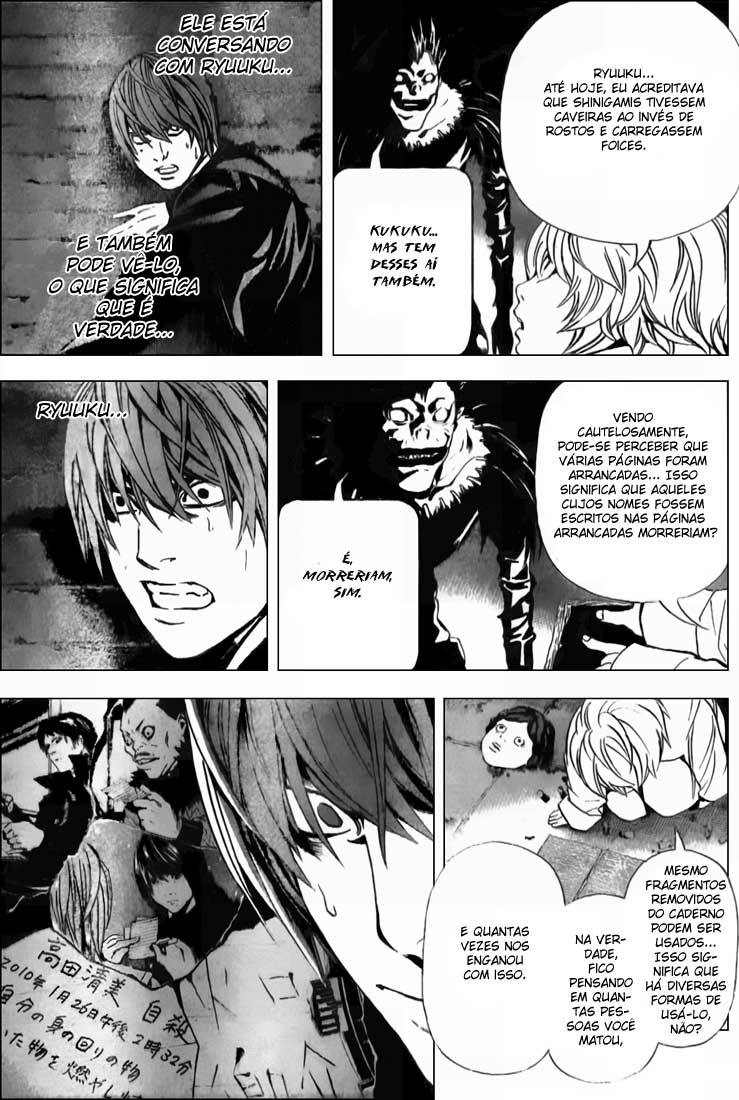 RYUUKU...
ATÉ HOJE, EU ACREDITAVA
QUE SHINIGAMIS TIVESSEM
CAVEIRAS AO INVÉS DE
ROSTOS E CARREGASSEM
FOICES.
KUKUKU...
MAS TEM
DESSES AÍ
TAMBÉM.
ELE ESTÁ
CONVERSANDO
COM RYUUKU...
E TAMBÉM
PODE VÊ-LO,
O QUE SIGNIFICA
QUE É
VERDADE...
VENDO
CAUTELOSAMENTE,
PODE-SE PERCEBER QUE
VÁRIAS PÁGINAS FORAM
ARRANCADAS... ISSO
SIGNIFICA QUE AQUELES
CUJOS NOMES FOSSEM
ESCRITOS NAS PÁGINAS
ARRANCADAS MORRERIAM?
É,
MORRERIAM,
SIM.
RYUUKU...
MESMO
FRAGMENTOS
REMOVIDOS
DO CADERNO
PODEM SER
USADOS...
ISSO SIG-
NIFICA QUE
HÁ DIVERSAS
FORMAS DE
USÁ-LO,
NÃO?
NA VER-
DADE,
FICO
PENSANDO
EM QUAN-
TAS PES-
SOAS VOCÊ
MATOU,
E QUANTAS
VEZES NOS
ENGANOU
COM ISSO.
高田清美 自殺
2010年1月26日午後2時32分
自分の身の回りの物
いた物を燃やし